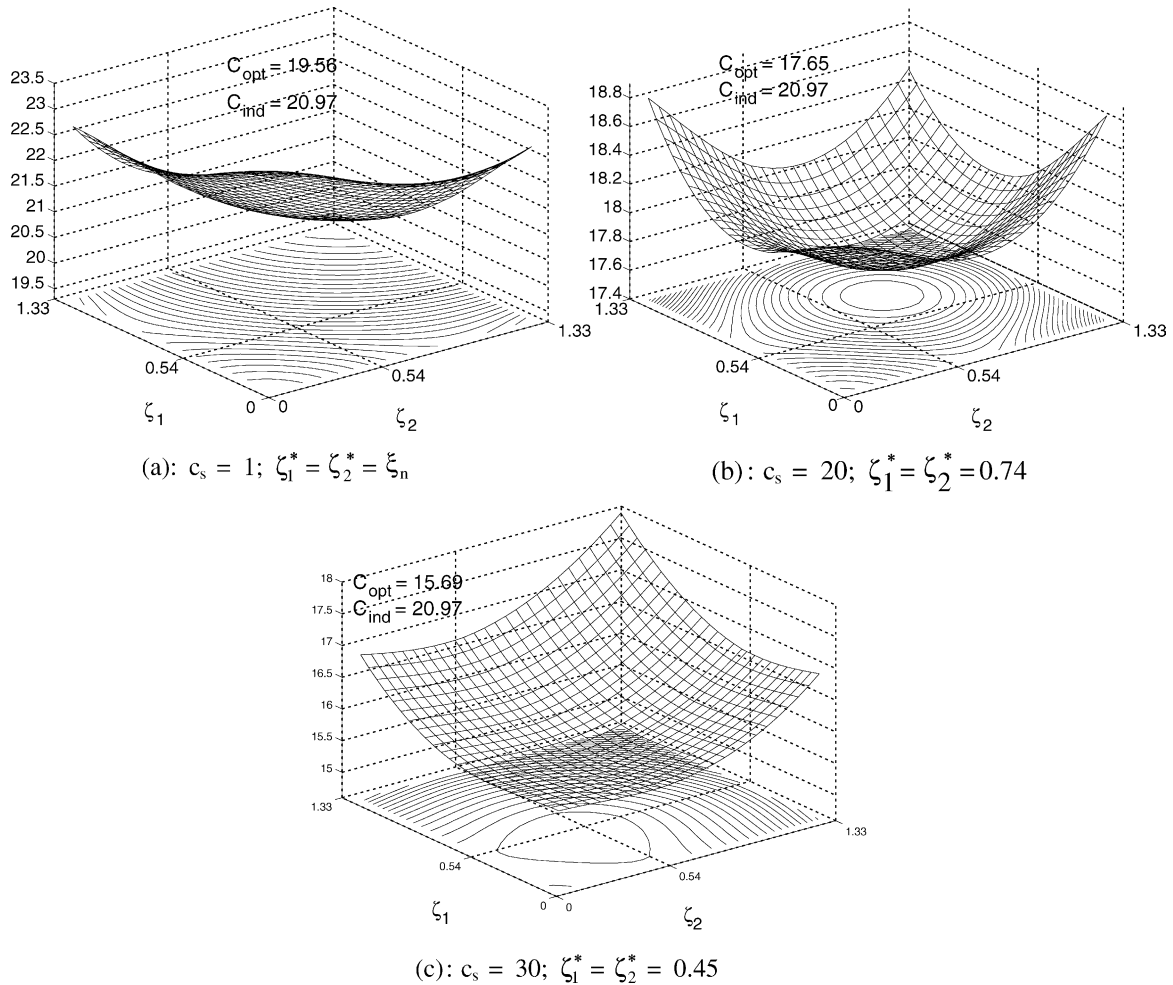 C_opt = 19.56
C_ind = 20.97
23.5
23
22.5
22
21.5
21
20.5
20
19.5
1.33
0.54
0
0
0.54
1.33
ζ_1
ζ_2
(a): c_s = 1; ζ_1^* = ζ_2^* = ξ_n
C_opt = 17.65
C_ind = 20.97
18.8
18.6
18.4
18.2
18
17.8
17.6
17.4
1.33
0.54
0
0
0.54
1.33
ζ_1
ζ_2
(b): c_s = 20; ζ_1^* = ζ_2^* = 0.74
C_opt = 15.69
C_ind = 20.97
18
17.5
17
16.5
16
15.5
15
1.33
0.54
0
0
0.54
1.33
ζ_1
ζ_2
(c): c_s = 30; ζ_1^* = ζ_2^* = 0.45